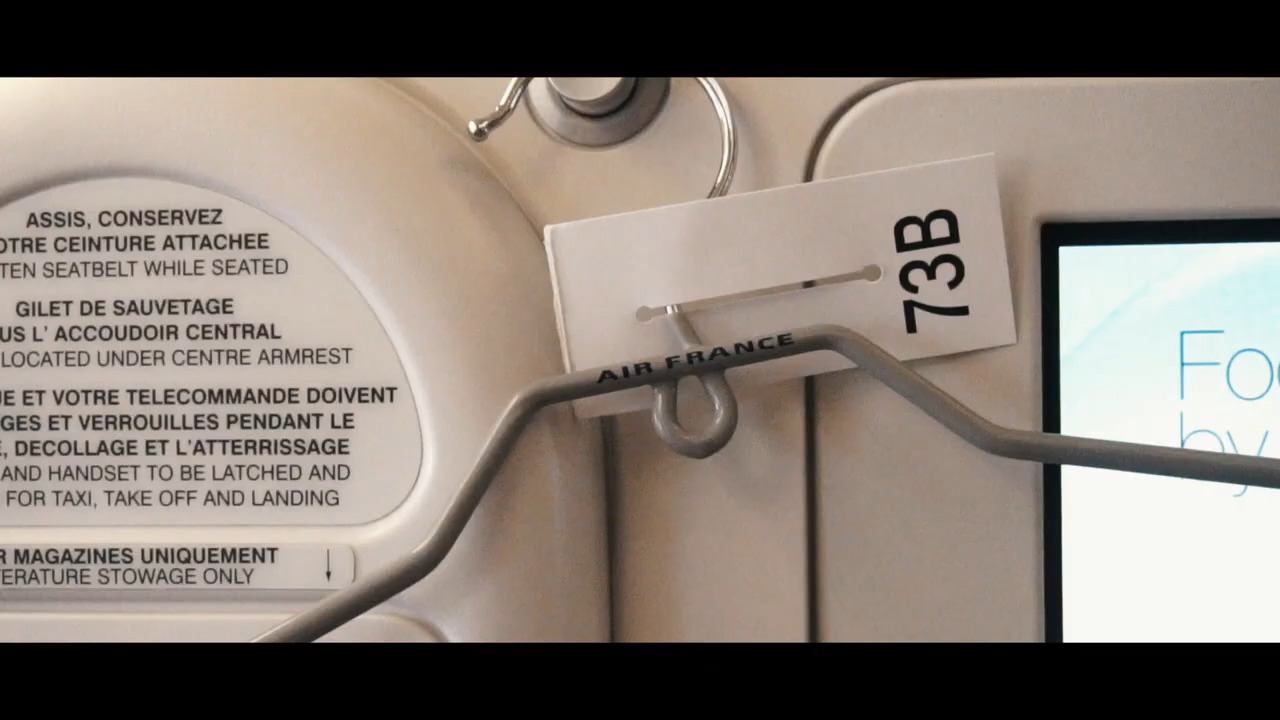 ASSIS, CONSERVEZ
OTRE CEINTURE ATTACHEE
TEN SEATBELT WHILE SEATED
GILET DE SAUVETAGE
US L' ACCOUDOIR CENTRAL
LOCATED UNDER CENTRE ARMREST
UE ET VOTRE TELECOMMANDE DOIVENT
GES ET VERROUILLES PENDANT LE
E, DECOLLAGE ET L'ATTERRISSAGE
AND HANDSET TO BE LATCHED AND
FOR TAXI, TAKE OFF AND LANDING
R MAGAZINES UNIQUEMENT
ERATURE STOWAGE ONLY
AIR FRANCE
73B
Foo
by